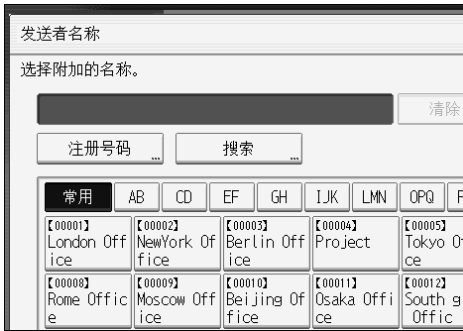 发送者名称
选择附加的名称。
清除
注册号码
搜索
常用 AB CD EF GH IJK LMN OPQ
【00001】 【00002】 【00003】 【00004】 【00005】
London Off NewYork Of Berlin Off Project Tokyo O
ice ffice ice ce
【00008】 【00009】 【00010】 【00011】 【00012】
Rome Offic Moscow Off Beijing Of Osaka Offi South g
e ice fice ce Offic